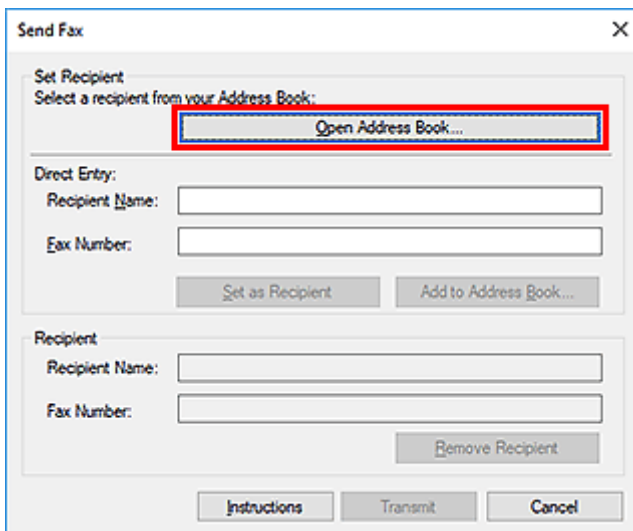 Send Fax
Set Recipient
Select a recipient from your Address Book:
Open Address Book...
Direct Entry:
Recipient Name:
Fax Number:
Set as Recipient
Add to Address Book...
Recipient
Recipient Name:
Fax Number:
Remove Recipient
Instructions
Transmit
Cancel